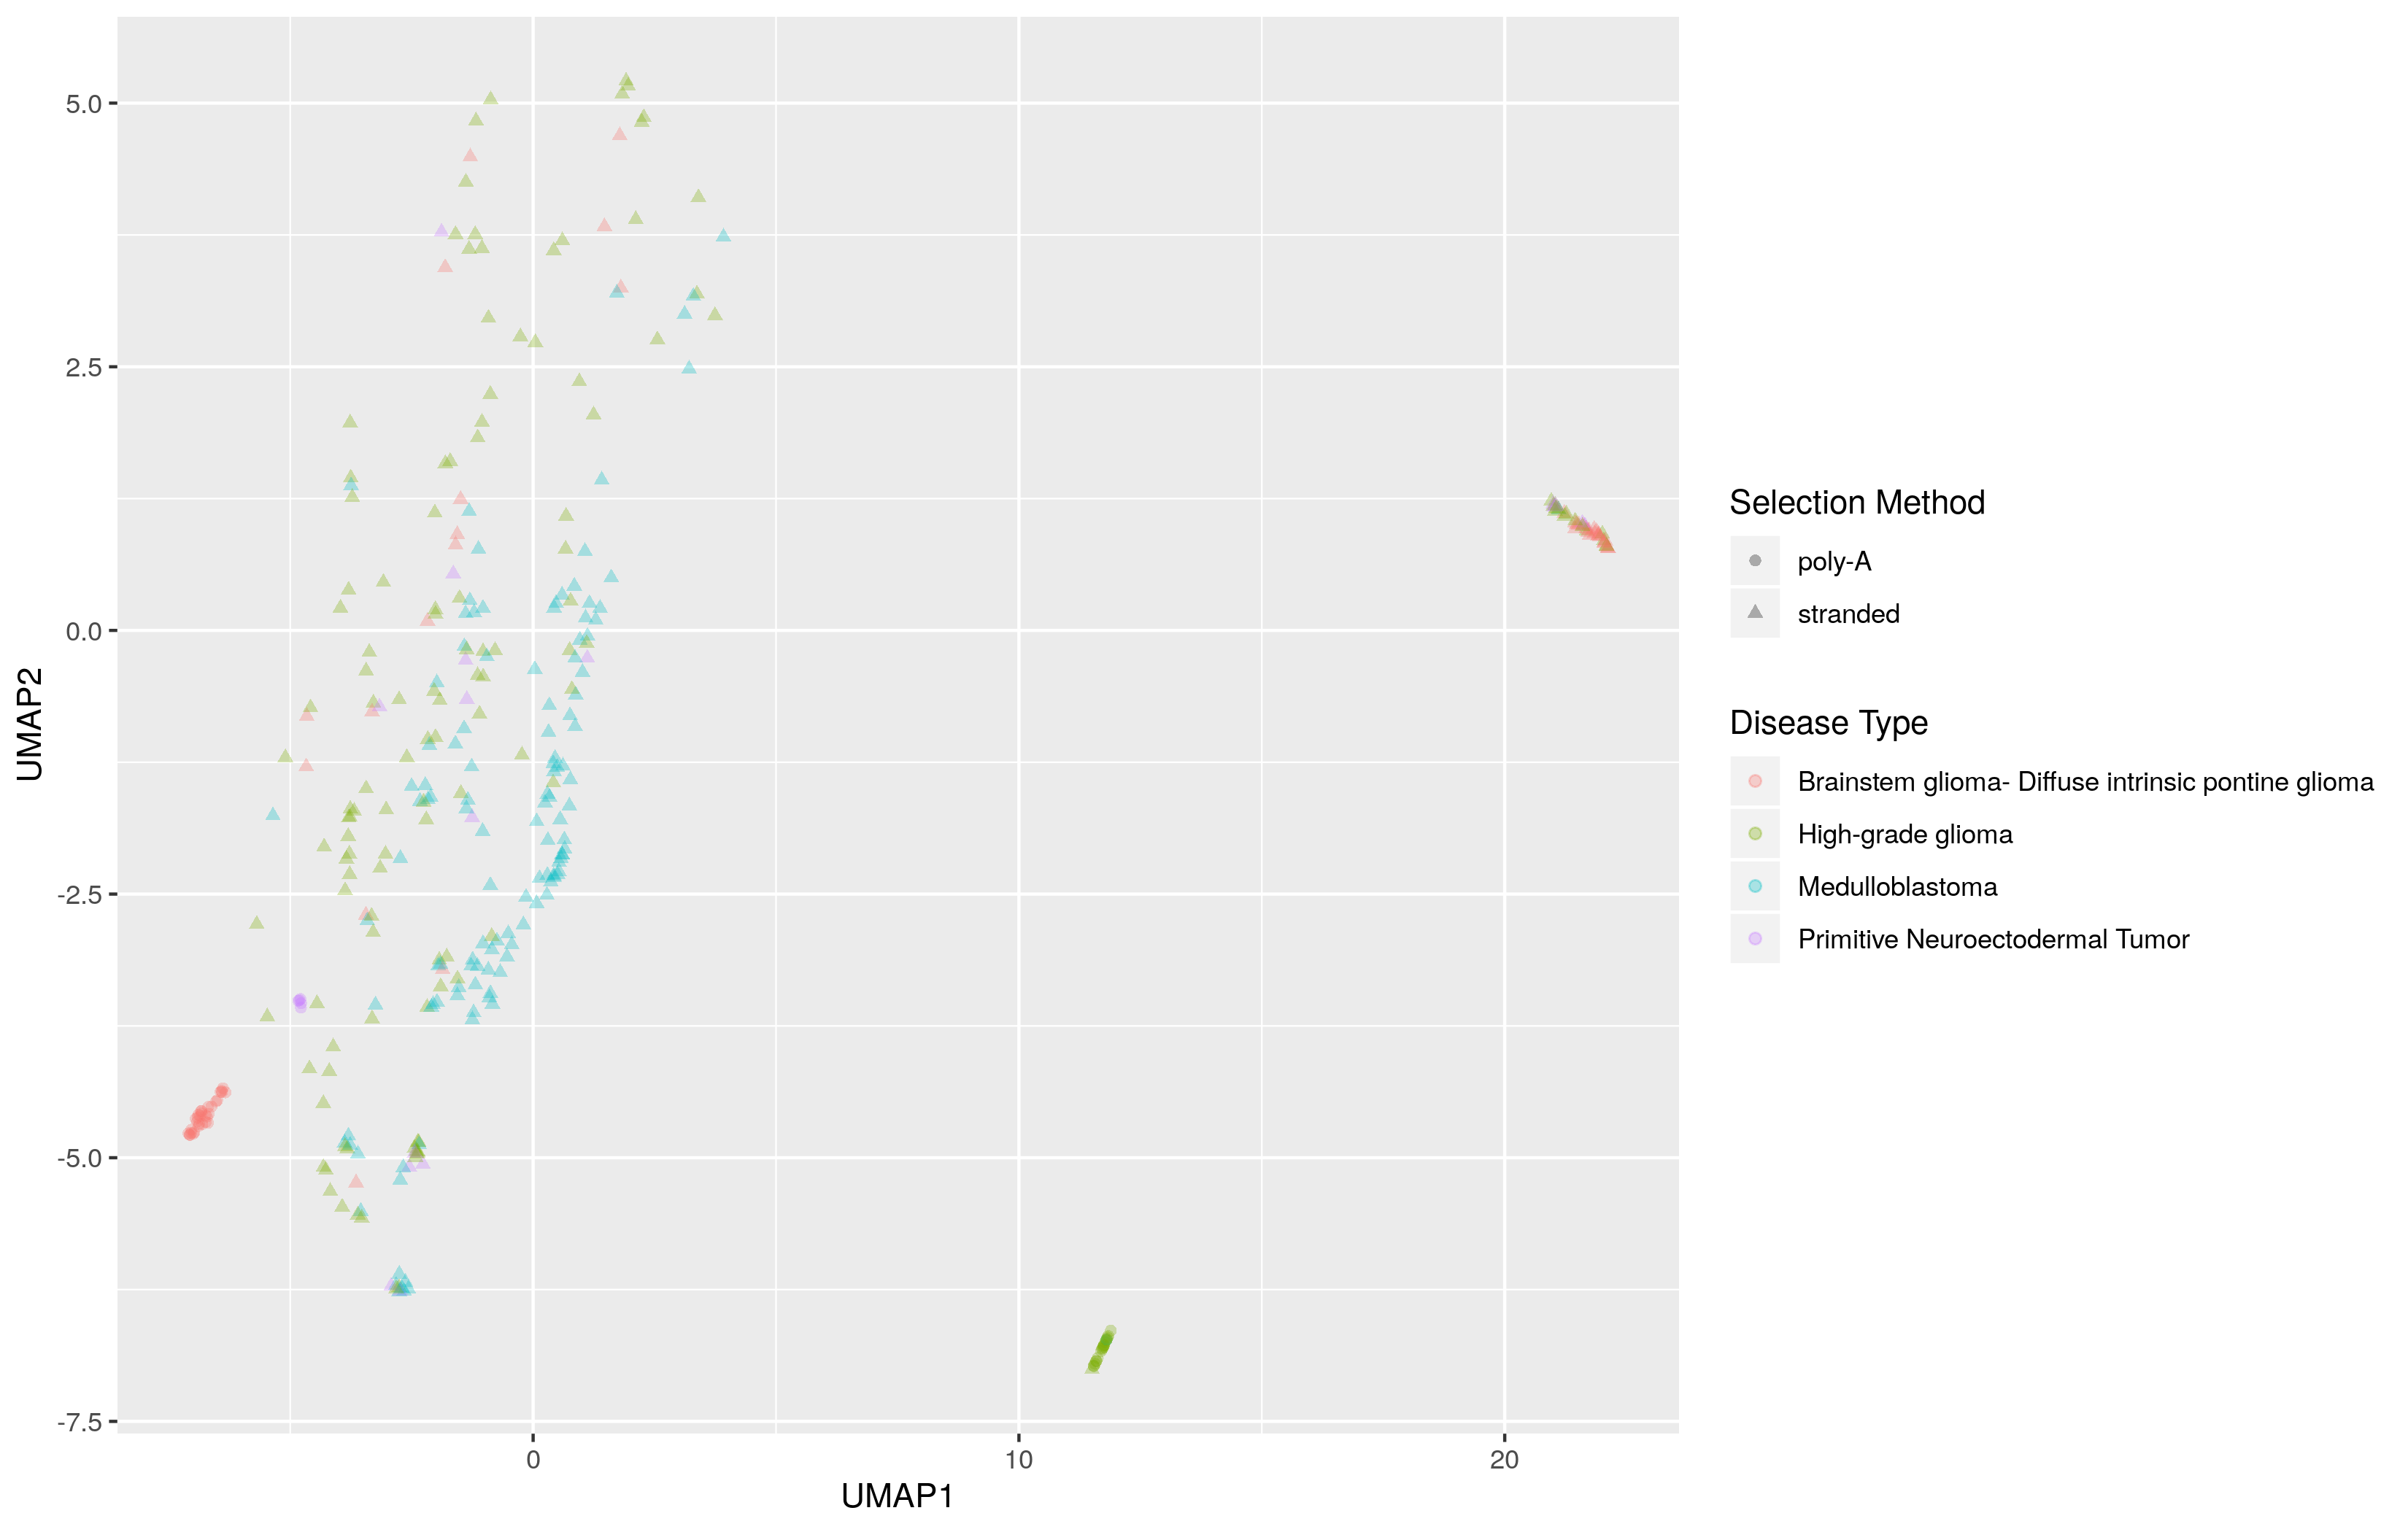 5.0
2.5
0.0
-2.5
-5.0
-7.5
UMAP2
0 10 20
UMAP1
Selection Method
poly-A
stranded
Disease Type
Brainstem glioma- Diffuse intrinsic pontine glioma
High-grade glioma
Medulloblastoma
Primitive Neuroectodermal Tumor